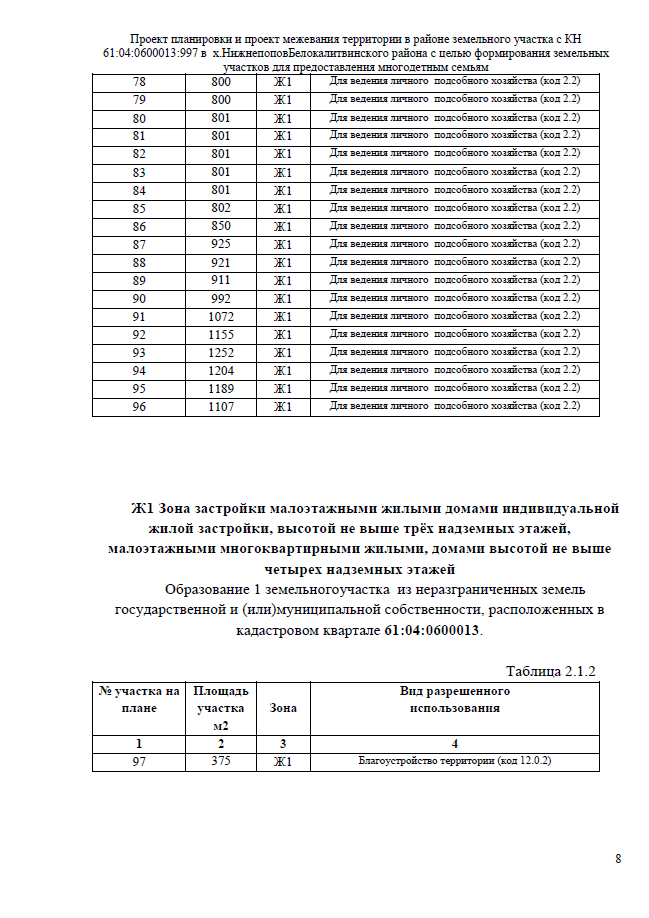 Проект планировки и проект межевания территории в районе земельного участка с КН
61:04:0600013:997 в х.НижнепоповБелокалитвинского района с целью формирования земельных
участков для предоставления многодетным семьям
78 800 Ж1 Для ведения личного подсобного хозяйства (код 2.2)
79 800 Ж1 Для ведения личного подсобного хозяйства (код 2.2)
80 801 Ж1 Для ведения личного подсобного хозяйства (код 2.2)
81 801 Ж1 Для ведения личного подсобного хозяйства (код 2.2)
82 801 Ж1 Для ведения личного подсобного хозяйства (код 2.2)
83 801 Ж1 Для ведения личного подсобного хозяйства (код 2.2)
84 801 Ж1 Для ведения личного подсобного хозяйства (код 2.2)
85 802 Ж1 Для ведения личного подсобного хозяйства (код 2.2)
86 850 Ж1 Для ведения личного подсобного хозяйства (код 2.2)
87 925 Ж1 Для ведения личного подсобного хозяйства (код 2.2)
88 921 Ж1 Для ведения личного подсобного хозяйства (код 2.2)
89 911 Ж1 Для ведения личного подсобного хозяйства (код 2.2)
90 992 Ж1 Для ведения личного подсобного хозяйства (код 2.2)
91 1072 Ж1 Для ведения личного подсобного хозяйства (код 2.2)
92 1155 Ж1 Для ведения личного подсобного хозяйства (код 2.2)
93 1252 Ж1 Для ведения личного подсобного хозяйства (код 2.2)
94 1204 Ж1 Для ведения личного подсобного хозяйства (код 2.2)
95 1189 Ж1 Для ведения личного подсобного хозяйства (код 2.2)
96 1107 Ж1 Для ведения личного подсобного хозяйства (код 2.2)
Ж1 Зона застройки малоэтажными жилыми домами индивидуальной
жилой застройки, высотой не выше трёх надземных этажей,
малоэтажными многоквартирными жилыми, домами высотой не выше
четырех надземных этажей
Образование 1 земельногоучастка из неразграниченных земель
государственной и (или)муниципальной собственности, расположенных в
кадастровом квартале 61:04:0600013.
Таблица 2.1.2
№ участка на Площадь Вид разрешенного
плане участка Зона использования
м2
1 2 3 4
97 375 Ж1 Благоустройство территории (код 12.0.2)
8